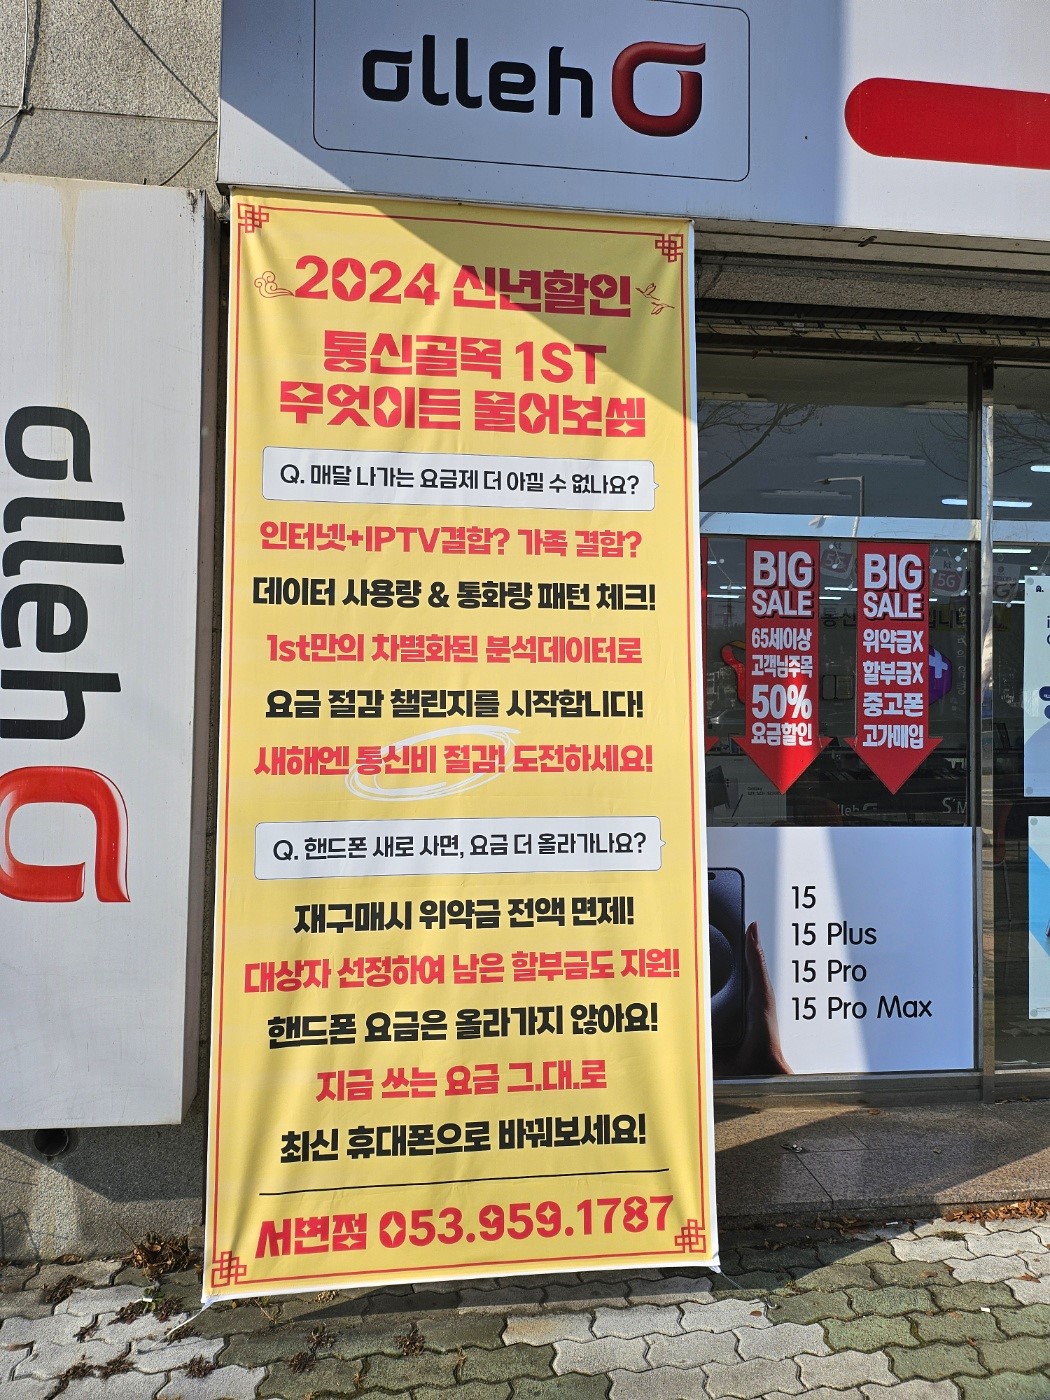 olleh
olleh
2024 신년할인
통신골목 1ST
무엇이든 물어보셈
Q. 매달 나가는 요금제 더 아낄 수 없나요?
인터넷+IPTV결합? 가족 결합?
데이터 사용량 & 통화량 패턴 체크!
1st만의 차별화된 분석데이터로
요금 절감 챌린지를 시작합니다!
새해엔 통신비 절감! 도전하세요!
Q. 핸드폰 새로 사면, 요금 더 올라가나요?
재구매시 위약금 전액 면제!
대상자 선정하여 남은 할부금도 지원!
핸드폰 요금은 올라가지 않아요!
지금 쓰는 요금 그.대.로
최신 휴대폰으로 바꿔보세요!
서변점 053.959.1787
BIG
SALE
65세이상
고객님주목
50%
요금할인
BIG
SALE
위약금X
할부금X
중고폰
고가매입
15
15 Plus
15 Pro
15 Pro Max